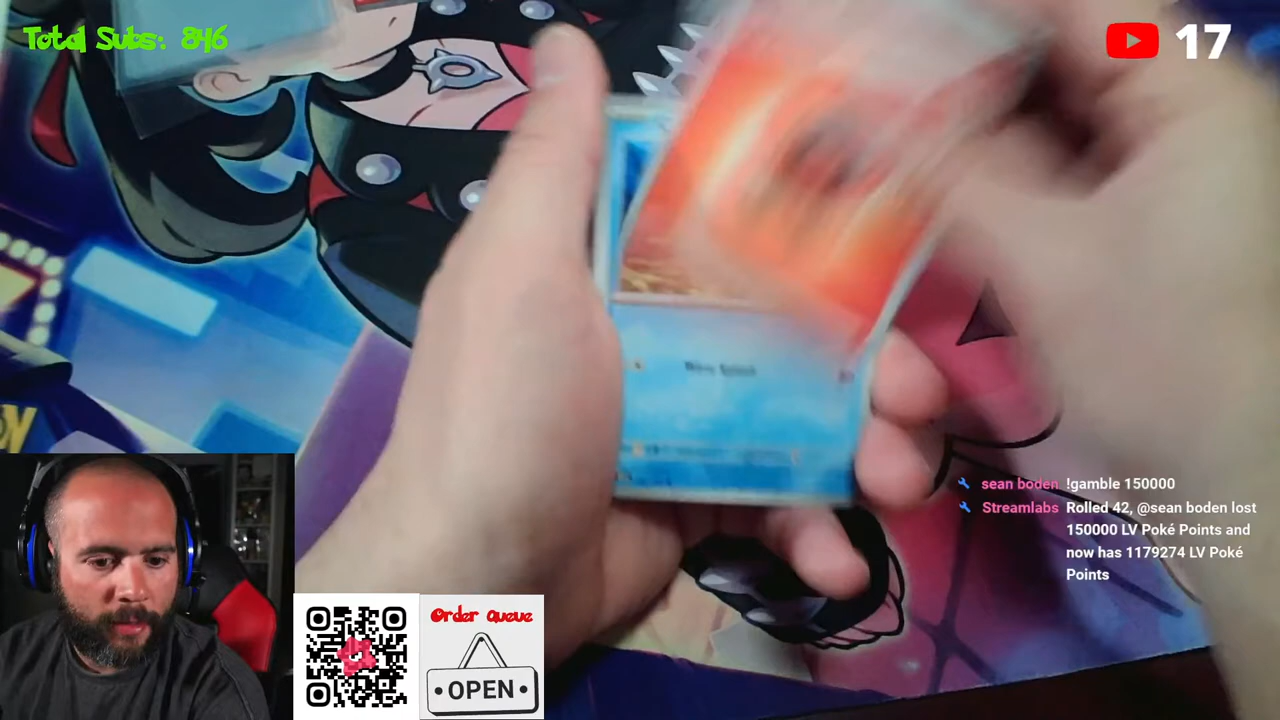 Total Subs: 846
17
sean boden !gamble 150000
Streamlabs Rolled 42, @sean boden lost
150000 LV Poké Points and
now has 1179274 LV Poké
Points
Order Queue
• OPEN •